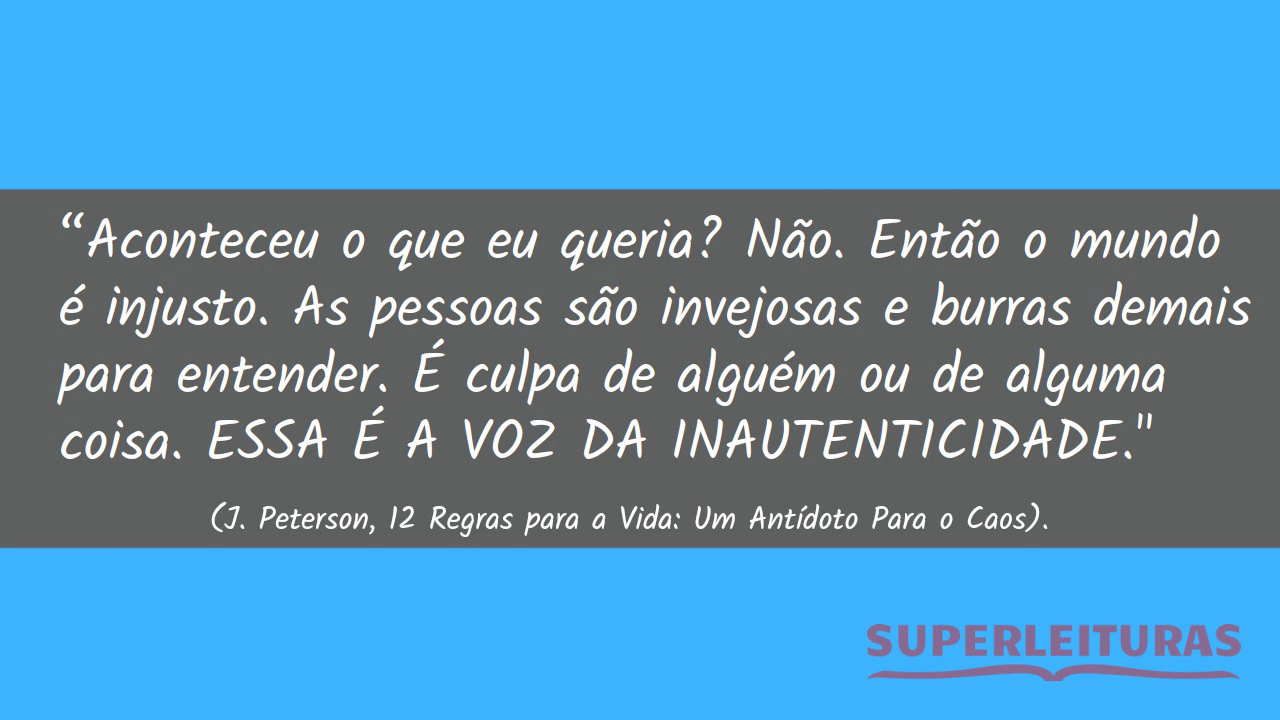 “Aconteceu o que eu queria? Não. Então o mundo
é injusto. As pessoas são invejosas e burras demais
para entender. É culpa de alguém ou de alguma
coisa. ESSA É A VOZ DA INAUTENTICIDADE."
(J. Peterson, 12 Regras para a Vida: Um Antídoto Para o Caos).
SUPERLEITURAS